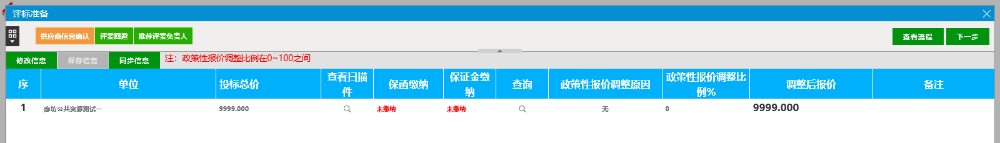 评标准备
供应商信息确认 评委回避 推荐评委负责人 查看流程 下一步
修改信息 保存信息 同步信息 注：政策性报价调整比例在0~100之间
序 单位 投标总价 查看扫描件 保函缴纳 保证金缴纳 查询 政策性报价调整原因 政策性报价调整比例% 调整后报价 备注
1 廊坊公共资源测试一 9999.000 未缴纳 未缴纳 无 0 9999.000